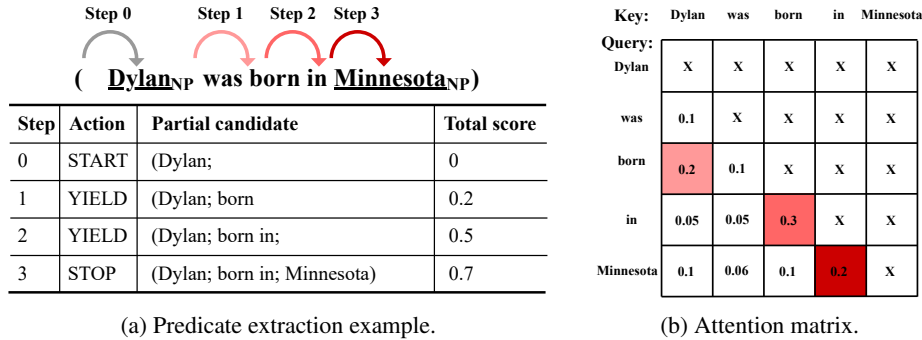 Step 0 Step 1 Step 2 Step 3
( DylanNP was born in MinnesotaNP)
Step Action Partial candidate Total score
0 START (Dylan; 0
1 YIELD (Dylan; born 0.2
2 YIELD (Dylan; born in; 0.5
3 STOP (Dylan; born in; Minnesota) 0.7
(a) Predicate extraction example.
Key: Dylan was born in Minnesota
Query:
Dylan X X X X X
was 0.1 X X X X
born 0.2 0.1 X X X
in 0.05 0.05 0.3 X X
Minnesota 0.1 0.06 0.1 0.2 X
(b) Attention matrix.